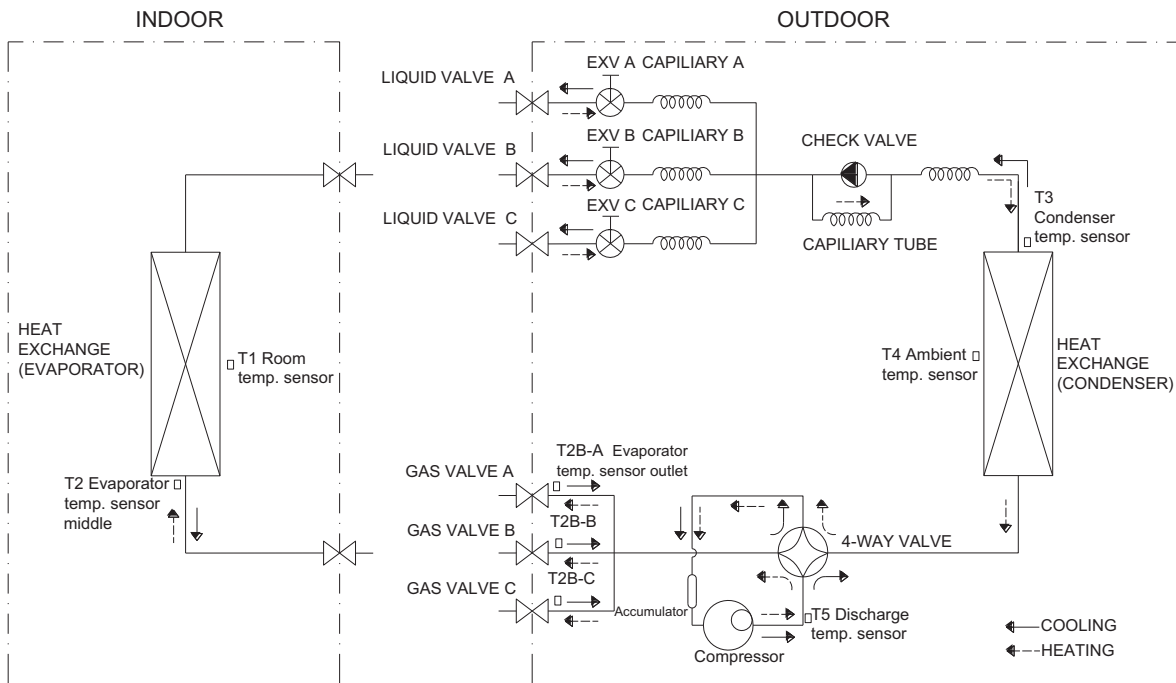 INDOOR
OUTDOOR
LIQUID VALVE A
EXV A CAPILIARY A
LIQUID VALVE B
EXV B CAPILIARY B
LIQUID VALVE C
EXV C CAPILIARY C
CHECK VALVE
CAPILIARY TUBE
T3
Condenser
temp. sensor
HEAT
EXCHANGE
(EVAPORATOR)
T1 Room
temp. sensor
T4 Ambient
temp. sensor
HEAT
EXCHANGE
(CONDENSER)
T2 Evaporator
temp. sensor
middle
GAS VALVE A
T2B-A Evaporator
temp. sensor outlet
GAS VALVE B
T2B-B
GAS VALVE C
T2B-C
4-WAY VALVE
Accumulator
Compressor
T5 Discharge
temp. sensor
COOLING
HEATING